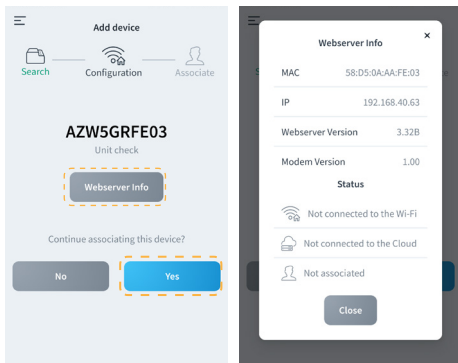 Add device
Search
Configuration
Associate
AZW5GRFE03
Unit check
Webserver Info
Continue associating this device?
No
Yes
Webserver Info
×
MAC 58:D5:0A:AA:FE:03
IP 192.168.40.63
Webserver Version 3.32B
Modem Version 1.00
Status
Not connected to the Wi-Fi
Not connected to the Cloud
Not associated
Close